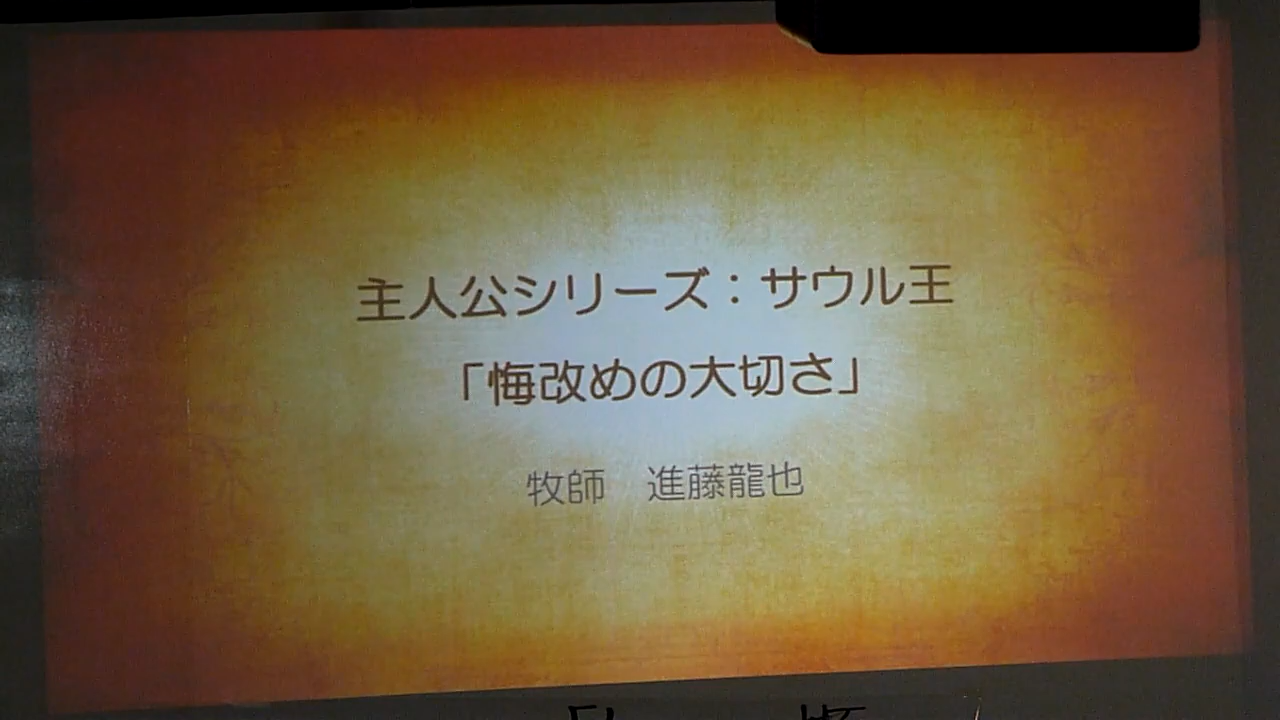 主人公シリーズ：サウル王
「悔改めの大切さ」
牧師　進藤龍也